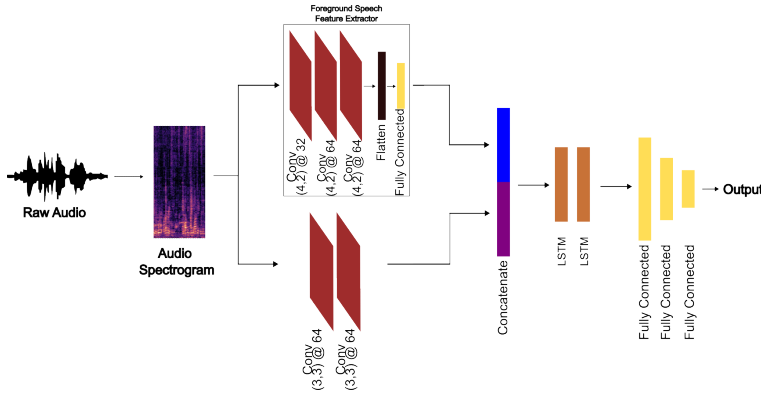 Foreground Speech
Feature Extractor
Conv
(4,2) @ 32
Conv
(4,2) @ 64
Conv
(4,2) @ 64
Flatten
Fully Connected
Raw Audio
Audio
Spectrogram
Conv
(3,3) @ 64
Conv
(3,3) @ 64
Concatenate
LSTM
LSTM
Fully Connected
Fully Connected
Fully Connected
Output